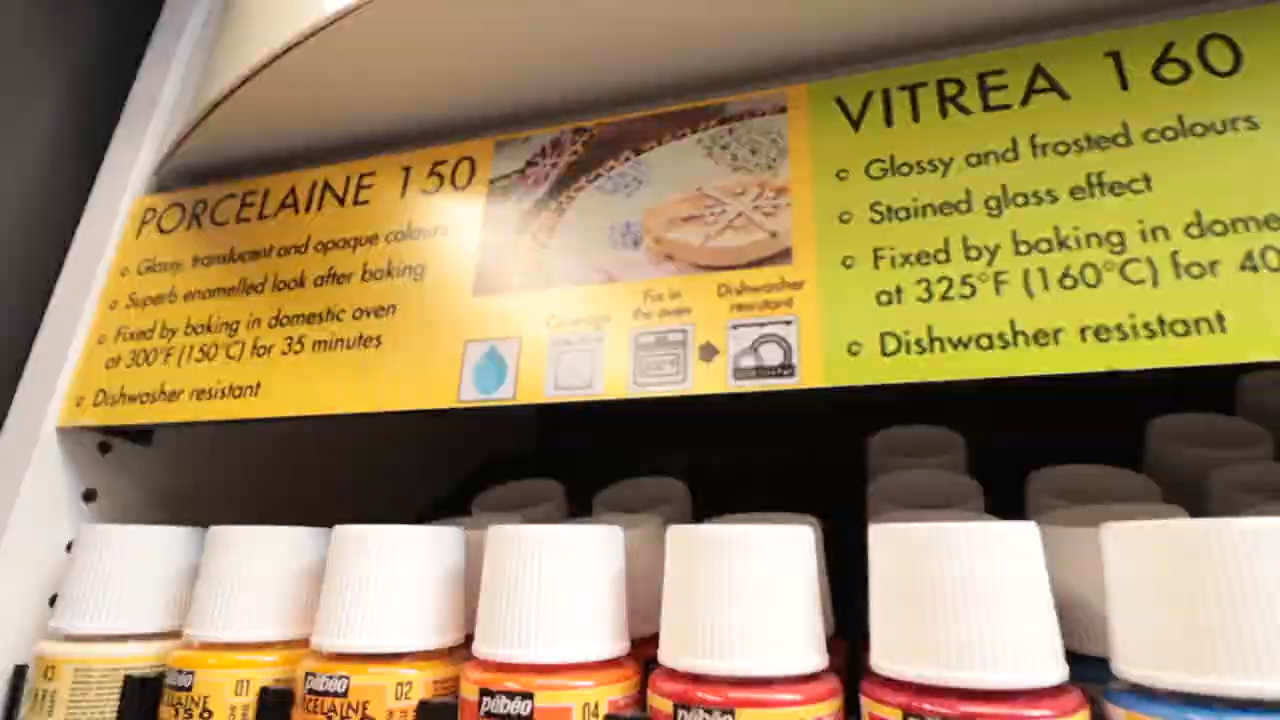 PORCELAINE 150
Glossy, translucent and opaque colours
Superb enamelled look after baking
Fixed by baking in domestic oven
at 300°F (150°C) for 35 minutes
Dishwasher resistant
Fix in
the oven
Dishwasher
resistant
VITREA 160
Glossy and frosted colours
Stained glass effect
Fixed by baking in dome
at 325°F (160°C) for 40
Dishwasher resistant
43
01
pébéo
02
CELAINE
pébéo
04
pébéo